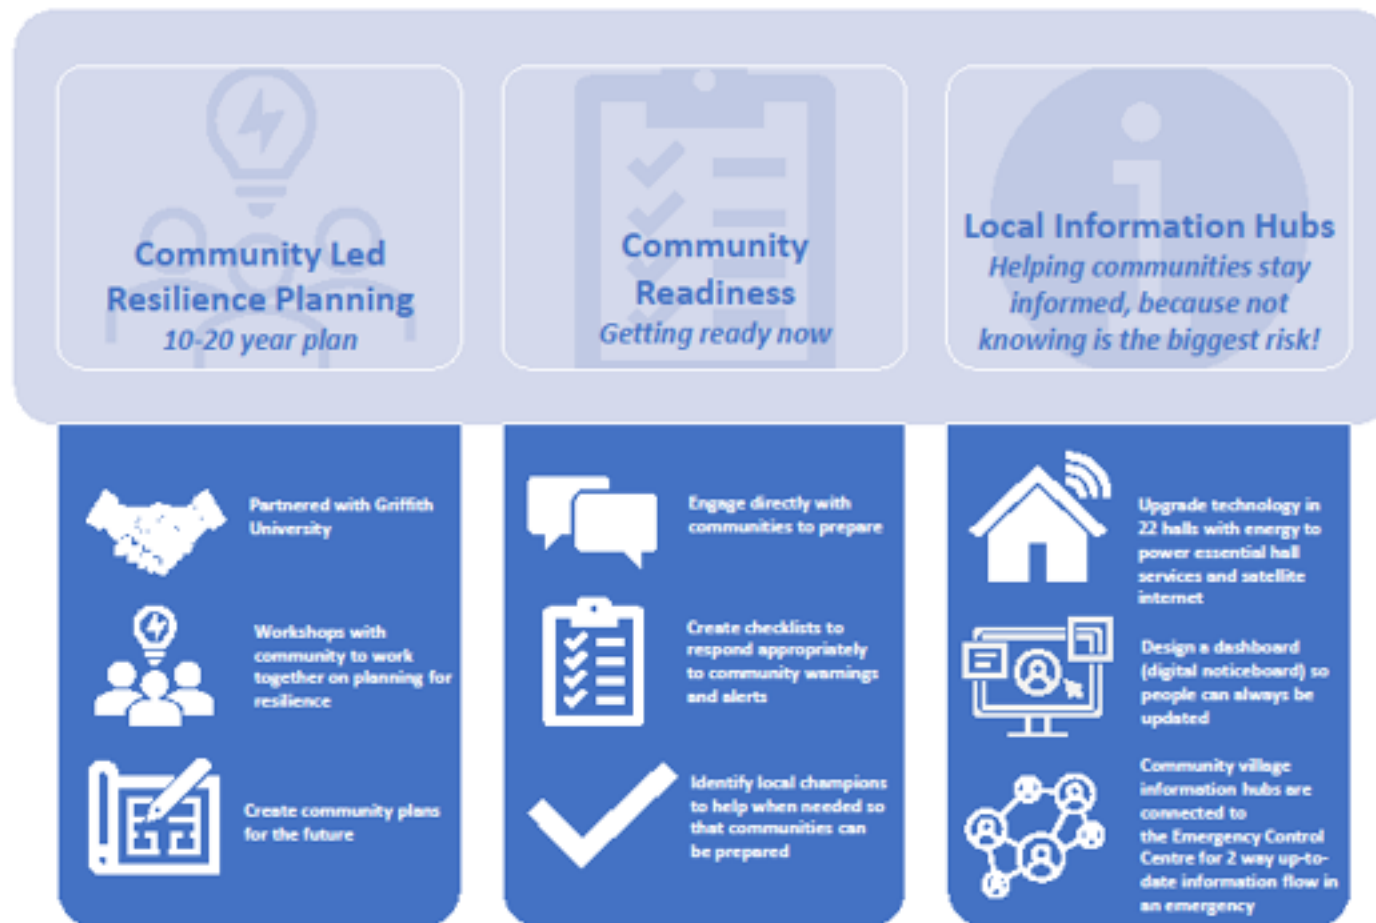 Community Led
Resilience Planning
10-20 year plan
Community
Readiness
Getting ready now
Local Information Hubs
Helping communities stay
informed, because not
knowing is the biggest risk!
Partnered with Griffith
University
Workshops with
community to work
together on planning for
resilience
Create community plans
for the future
Engage directly with
communities to prepare
Create checklists to
respond appropriately
to community warnings
and alerts
Identify local champions
to help when needed so
that communities can
be prepared
Upgrade technology in
22 halls with energy to
power essential hall
services and satellite
internet
Design a dashboard
(digital noticeboard) so
people can always be
updated
Community village
information hubs are
connected to
the Emergency Control
Centre for 2 way up-to-
date information flow in
an emergency